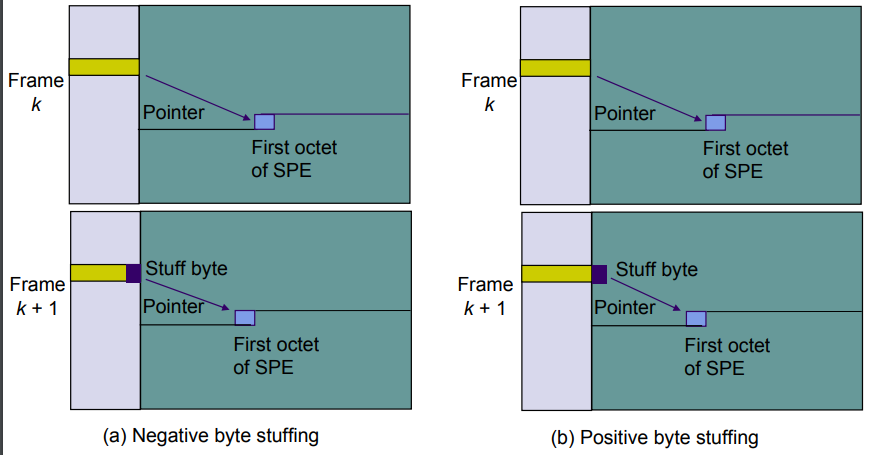 Frame
k
Pointer
First octet
of SPE
Frame
k
Pointer
First octet
of SPE
Frame
k + 1
Stuff byte
Pointer
First octet
of SPE
(a) Negative byte stuffing
Frame
k + 1
Stuff byte
Pointer
First octet
of SPE
(b) Positive byte stuffing